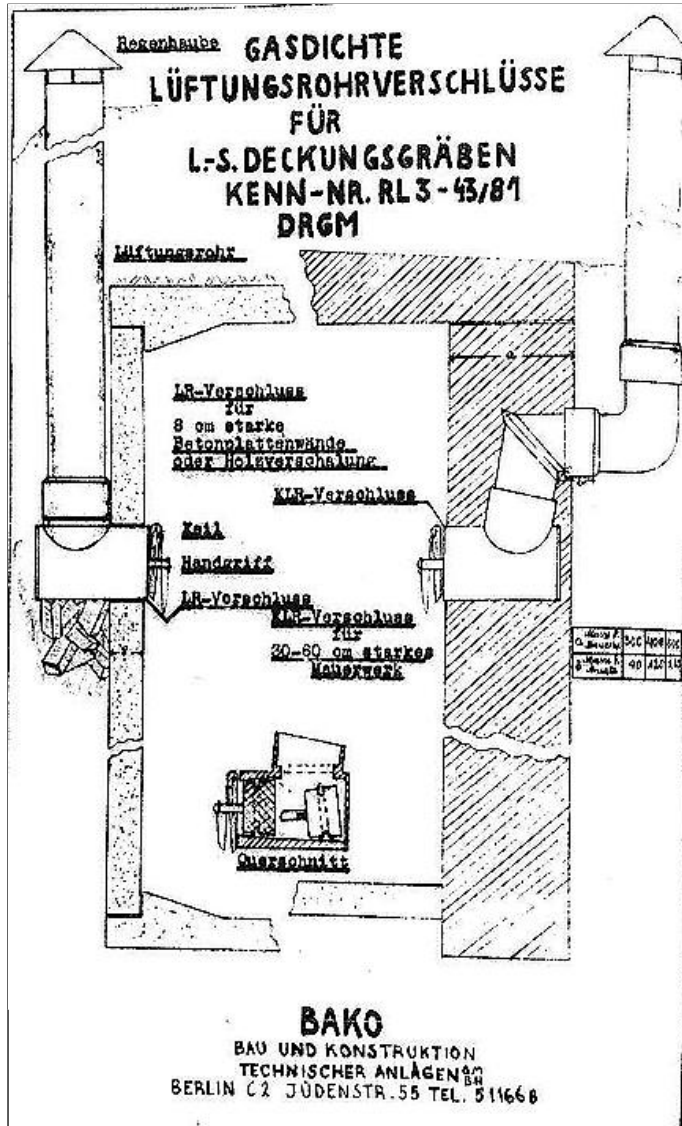 Regenhaube
GASDICHTE
LÜFTUNGSROHRVERSCHLÜSSE
FÜR
L.-S. DECKUNGSGRÄBEN
KENN-NR. RL 3-43/81
DRGM
Lüftungsrohr
LR-Verschluss
für
8 cm starke
Betonplattenwände
oder Holzverschalung
KLR-Verschluss
a
Keil
Handgriff
LR-Verschluss
KLR-Verschluss
für
30-60 cm starkes
Mauerwerk
Querschnitt
BAKO
BAU UND KONSTRUKTION
TECHNISCHER ANLAGEN GMBH
BERLIN C2 JÜDENSTR. 55 TEL. 511668